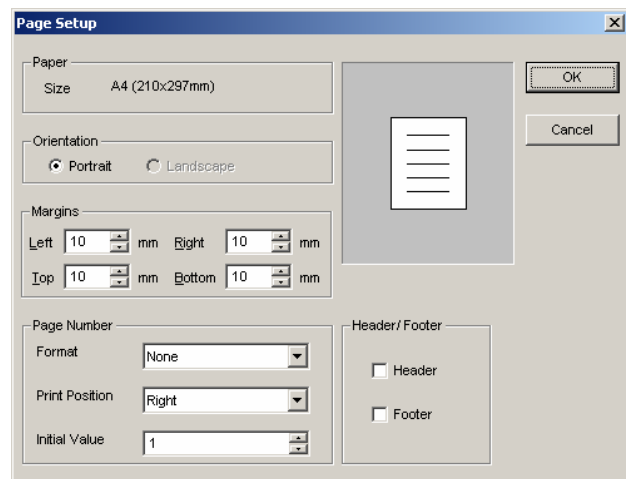 Page Setup
Paper
Size A4 (210x297mm)
OK
Cancel
Orientation
Portrait Landscape
Margins
Left 10 mm Right 10 mm
Top 10 mm Bottom 10 mm
Page Number
Format None
Print Position Right
Initial Value 1
Header/ Footer
Header
Footer